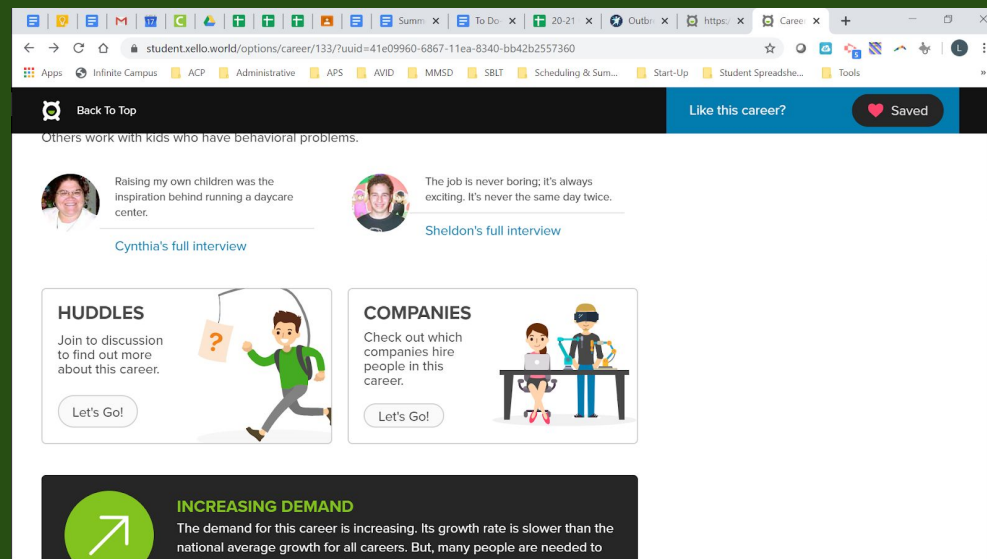 17
Summ
To Do
20-21
Outbr
https:/
Caree
student.xello.world/options/career/133/?uuid=41e09960-6867-11ea-8340-bb42b2557360
5
L
Apps Infinite Campus ACP Administrative APS AVID MMSD SBLT Scheduling & Sum... Start-Up Student Spreadshe... Tools
Back To Top
Like this career?
Saved
Others work with kids who have behavioral problems.
Raising my own children was the
inspiration behind running a daycare
center.
Cynthia's full interview
The job is never boring; it's always
exciting. It's never the same day twice.
Sheldon's full interview
HUDDLES
Join to discussion
to find out more
about this career.
Let's Go!
?
COMPANIES
Check out which
companies hire
people in this
career.
Let's Go!
INCREASING DEMAND
The demand for this career is increasing. Its growth rate is slower than the
national average growth for all careers. But, many people are needed to